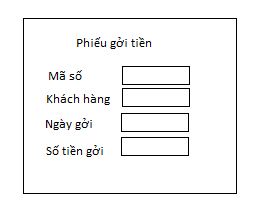 Phiếu gởi tiền
Mã số
Khách hàng
Ngày gởi
Số tiền gởi